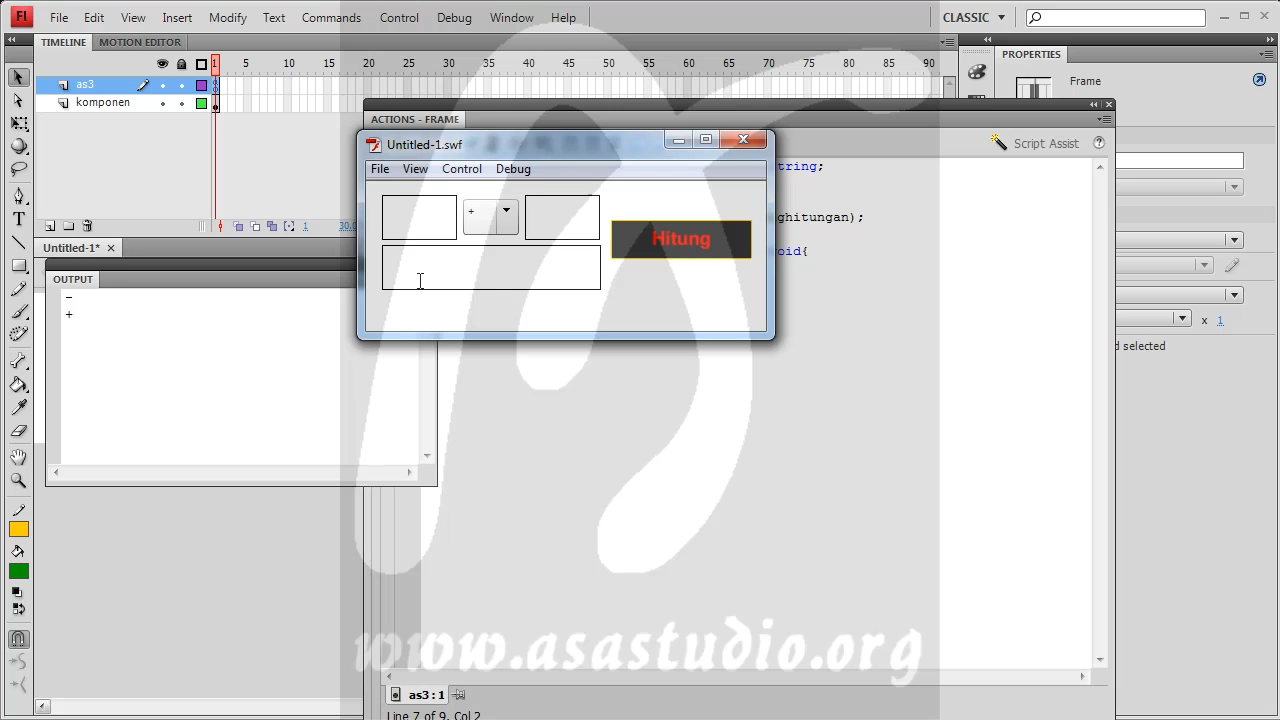 Fl File Edit View Insert Modify Text Commands Control Debug Window Help CLASSIC
TIMELINE MOTION EDITOR
PROPERTIES
1 5 10 15 20 25 30 35 40 45 50 55 60 65 70 75 80 85 90
as3
komponen
Frame
ACTIONS - FRAME
Script Assist
Untitled-1.swf
File View Control Debug
tring;
+
ghitungan);
Hitung
oid{
1 30.0
Untitled-1*
OUTPUT
-
+
x 1
d selected
www.asastudio.org
as3:1
Line 7 of 9, Col 2